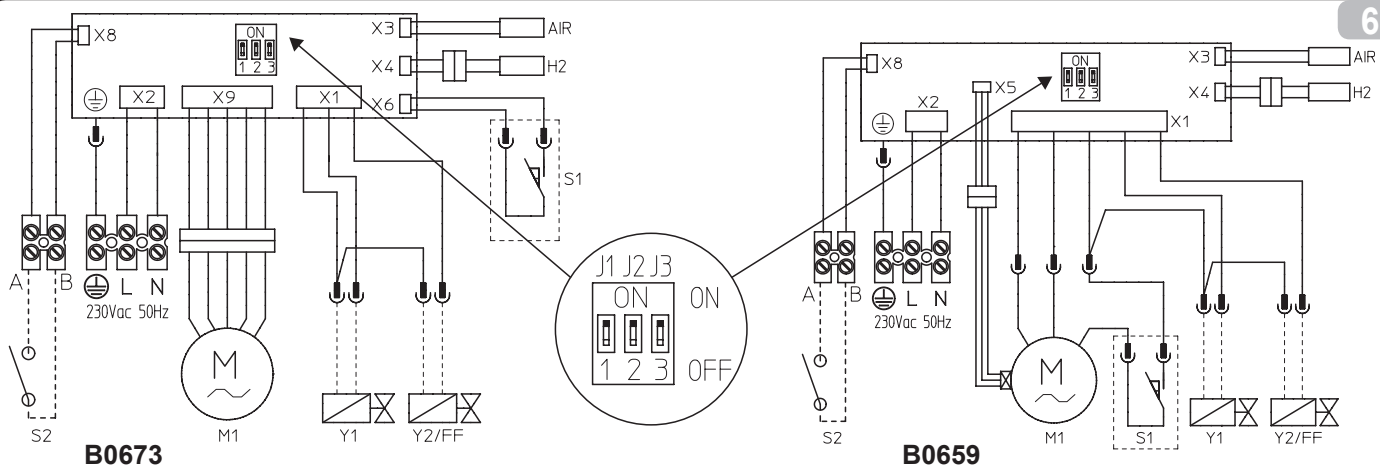 6
X8
ON
1 2 3
X3
AIR
X4
H2
X2
X9
X1
X6
S1
A
B
L
N
230Vac 50Hz
M
S2
M1
Y1
Y2/FF
B0673
J1 J2 J3
ON
ON
1 2 3
OFF
X8
X5
ON
1 2 3
X3
AIR
X4
H2
X2
X1
A
B
L
N
230Vac 50Hz
M
S2
M1
S1
Y1
Y2/FF
B0659